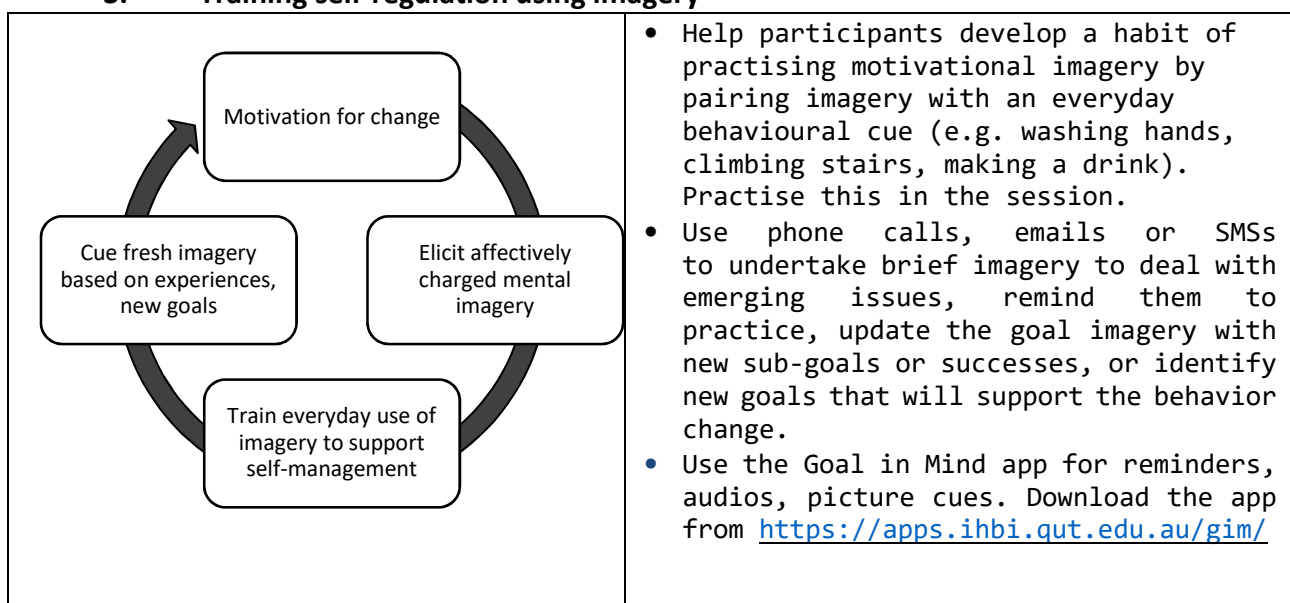 Training self-regulation using imagery
Motivation for change
Elicit affectively
charged mental
imagery
Train everyday use of
imagery to support
self-management
Cue fresh imagery
based on experiences,
new goals
• Help participants develop a habit of
practising motivational imagery by
pairing imagery with an everyday
behavioural cue (e.g. washing hands,
climbing stairs, making a drink).
Practise this in the session.
• Use phone calls, emails or SMSs
to undertake brief imagery to deal with
emerging issues, remind them to
practice, update the goal imagery with
new sub-goals or successes, or identify
new goals that will support the behavior
change.
• Use the Goal in Mind app for reminders,
audios, picture cues. Download the app
from https://apps.ihbi.qut.edu.au/gim/